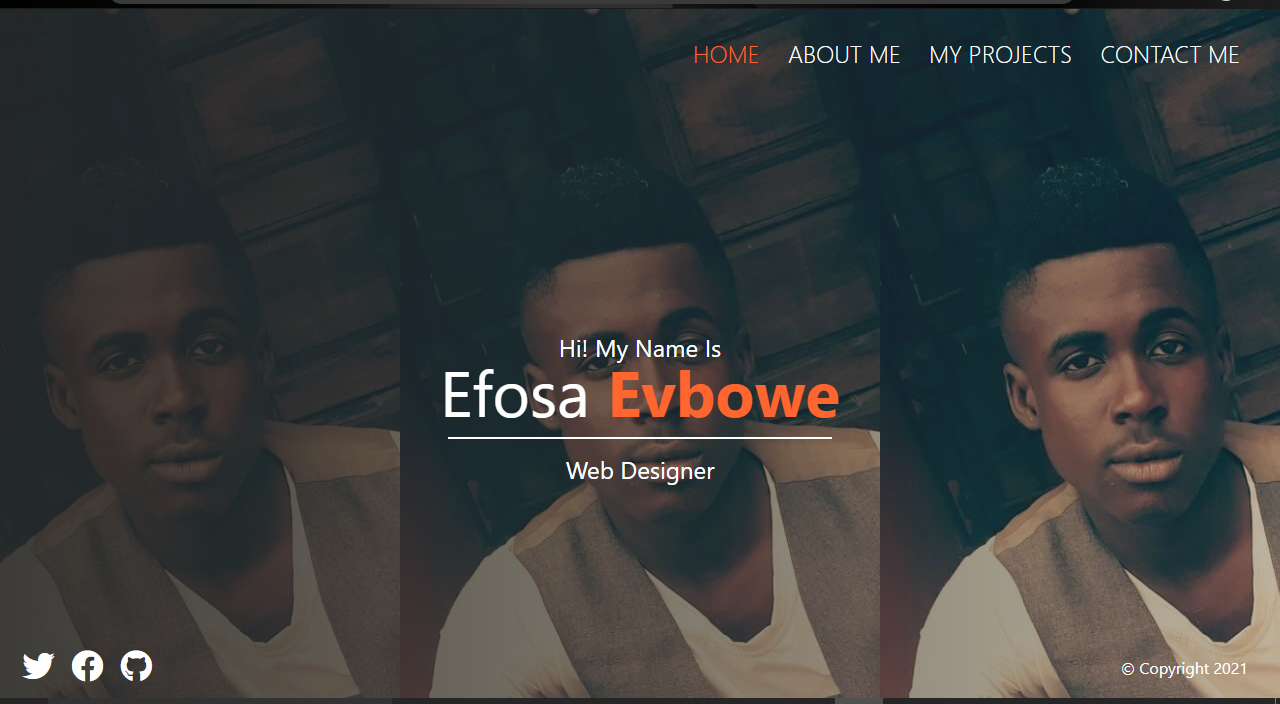 HOME ABOUT ME MY PROJECTS CONTACT ME
Hi! My Name Is
Efosa Evbowe
Web Designer
© Copyright 2021